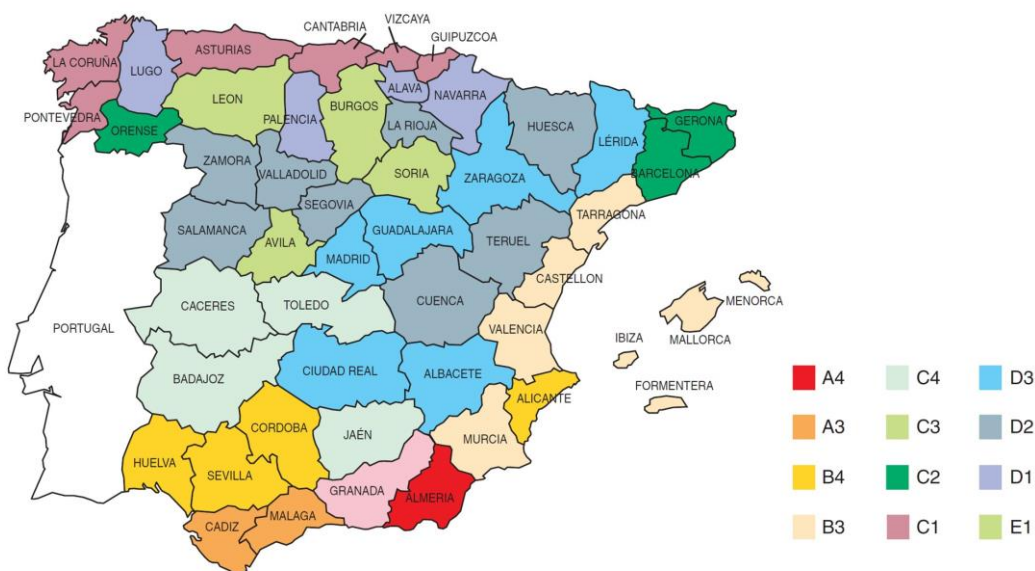 CANTABRIA
VIZCAYA
GUIPUZCOA
LA CORUÑA
ASTURIAS
LUGO
ALAVA
NAVARRA
LEON
BURGOS
PONTEVEDRA
PALENCIA
ORENSE
LA RIOJA
HUESCA
LÉRIDA
GERONA
ZAMORA
VALLADOLID
SORIA
ZARAGOZA
BARCELONA
SEGOVIA
TARRAGONA
SALAMANCA
AVILA
MADRID
GUADALAJARA
TERUEL
CASTELLON
CACERES
TOLEDO
CUENCA
MENORCA
PORTUGAL
VALENCIA
IBIZA
MALLORCA
BADAJOZ
CIUDAD REAL
ALBACETE
FORMENTERA
ALICANTE
CORDOBA
JAÉN
MURCIA
HUELVA
SEVILLA
GRANADA
ALMERIA
CADIZ
MALAGA
A4
C4
D3
A3
C3
D2
B4
C2
D1
B3
C1
E1